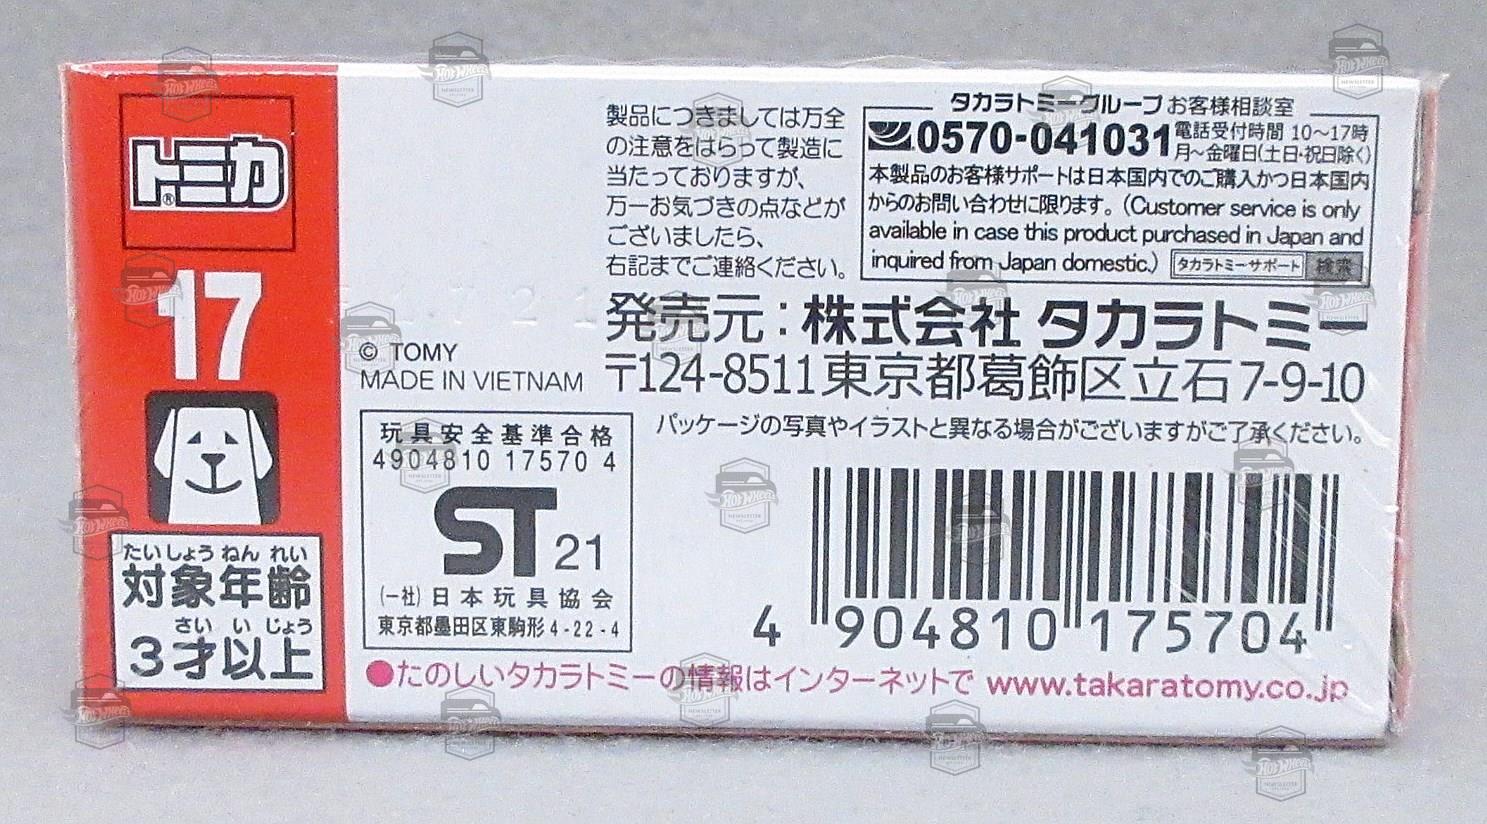 トミカ®
17
たいしょう ねん れい
対象年齢
さい い じょう
3才以上
製品につきましては万全
の注意をはらって製造に
当たっておりますが、
万一お気づきの点などが
ございましたら、
右記までご連絡ください。
タカラトミーグループ お客様相談室
0570-041031 電話受付時間 10〜17時
月〜金曜日(土日・祝日除く)
本製品のお客様サポートは日本国内でのご購入かつ日本国内
からのお問い合わせに限ります。(Customer service is only
available in case this product purchased in Japan and
inquired from Japan domestic.) タカラトミーサポート 検索
1721
発売元:株式会社 タカラトミー
〒124-8511 東京都葛飾区立石 7-9-10
© TOMY
MADE IN VIETNAM
パッケージの写真やイラストと異なる場合がございますがご了承ください。
玩具安全基準合格
4904810 17570 4
ST 21
(一社) 日本玩具協会
東京都墨田区東駒形 4-22-4
4 904810 175704
●たのしいタカラトミーの情報はインターネットで www.takaratomy.co.jp
Hot Wheels
NEWSLETTER